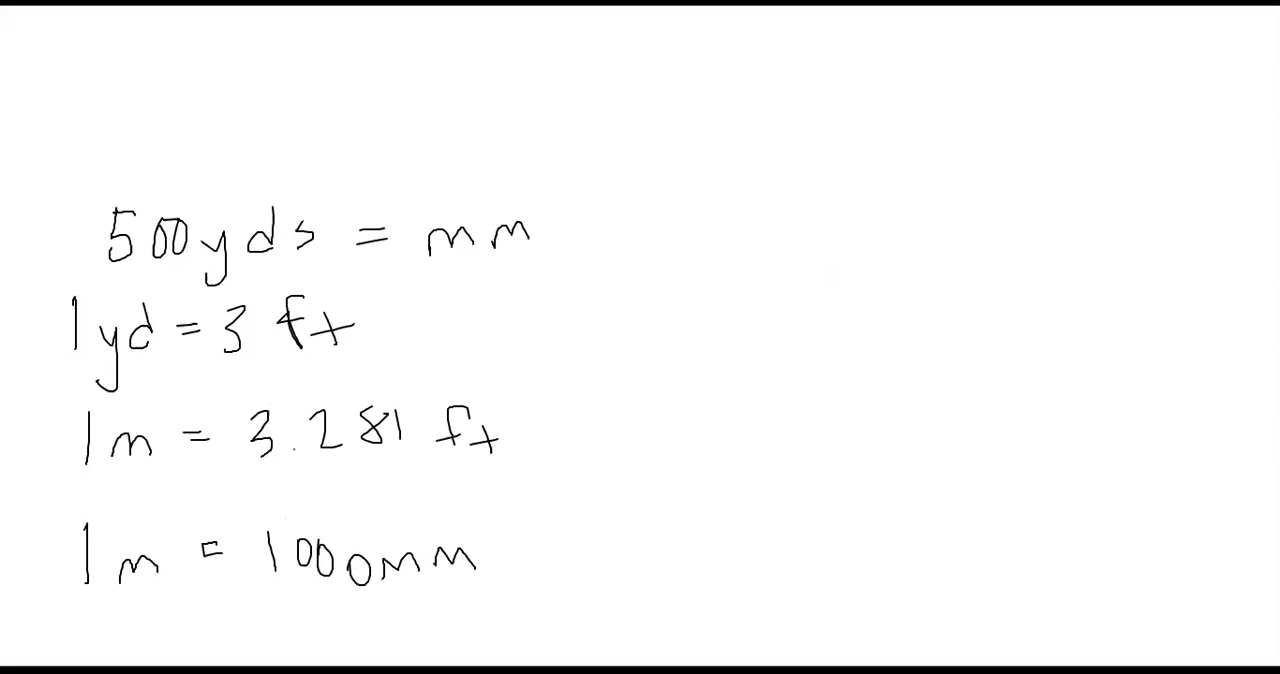 500yds = mm
1yd = 3 ft
1m = 3.281 ft
1m = 1000mm